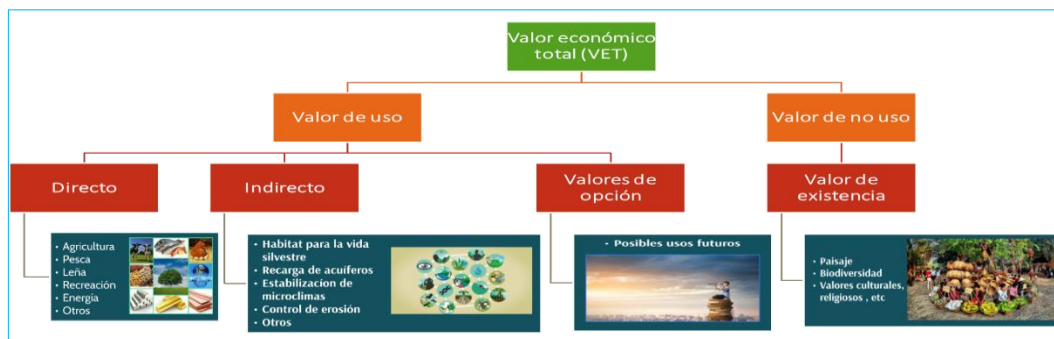 Valor económico
total (VET)
Valor de uso
Valor de no uso
Directo
Indirecto
Valores de
opción
Valor de
existencia
• Agricultura
• Pesca
• Leña
• Recreación
• Energía
• Otros
• Habitat para la vida
silvestre
• Recarga de acuíferos
• Estabilizacion de
microclimas
• Control de erosión
• Otros
• Posibles usos futuros
• Paisaje
• Biodiversidad
• Valores culturales,
religiosos , etc